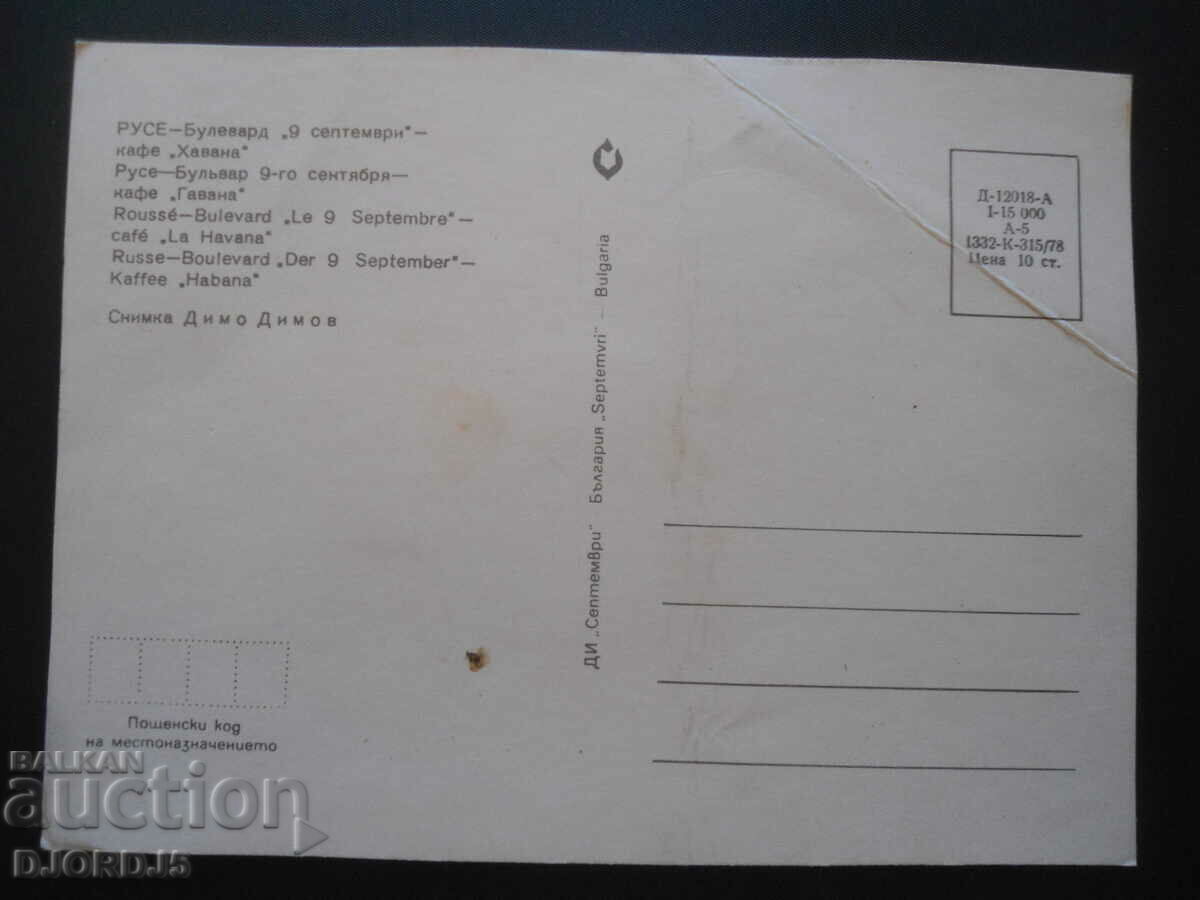 РУСЕ—Булевард „9 септември“—
кафе „Хавана“
Русе—Бульвар 9-го сентября—
кафе „Гавана“
Roussé—Bulevard „Le 9 Septembre“—
café „La Havana“
Russe—Boulevard „Der 9 September“—
Kaffee „Habana“
Снимка Димо Димов
ДИ „Септември“ България „Septemvri“ — Bulgaria
Д-12018-А
I-15 000
А-5
1332-К-315/78
Цена 10 ст.
Пощенски код
на местоназначението
BALKAN
auction
DJORDJ5